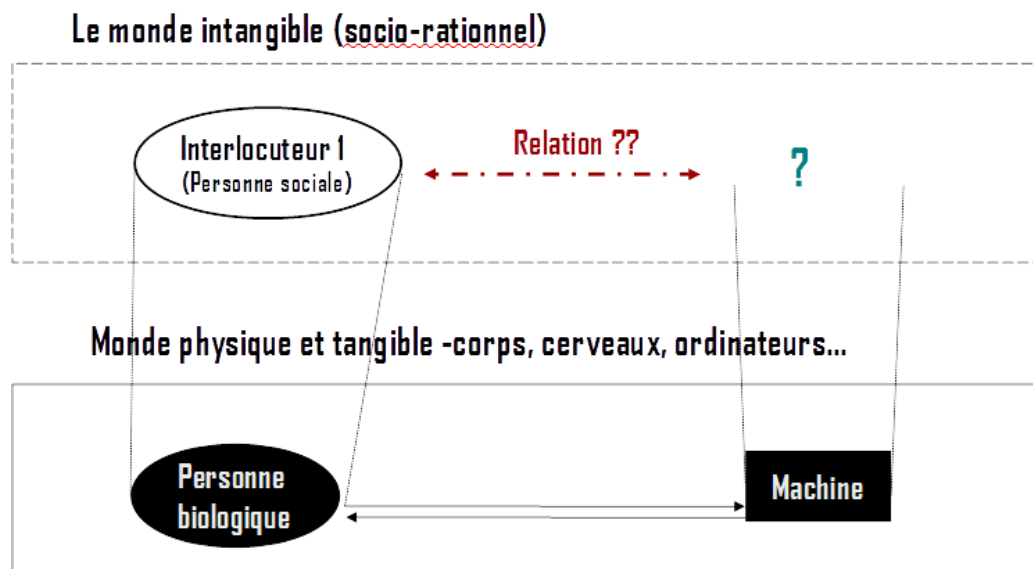 Le monde intangible (socio-rationnel)
Interlocuteur 1
(Personne sociale)
Relation ??
?
Monde physique et tangible -corps, cerveaux, ordinateurs...
Personne
biologique
Machine